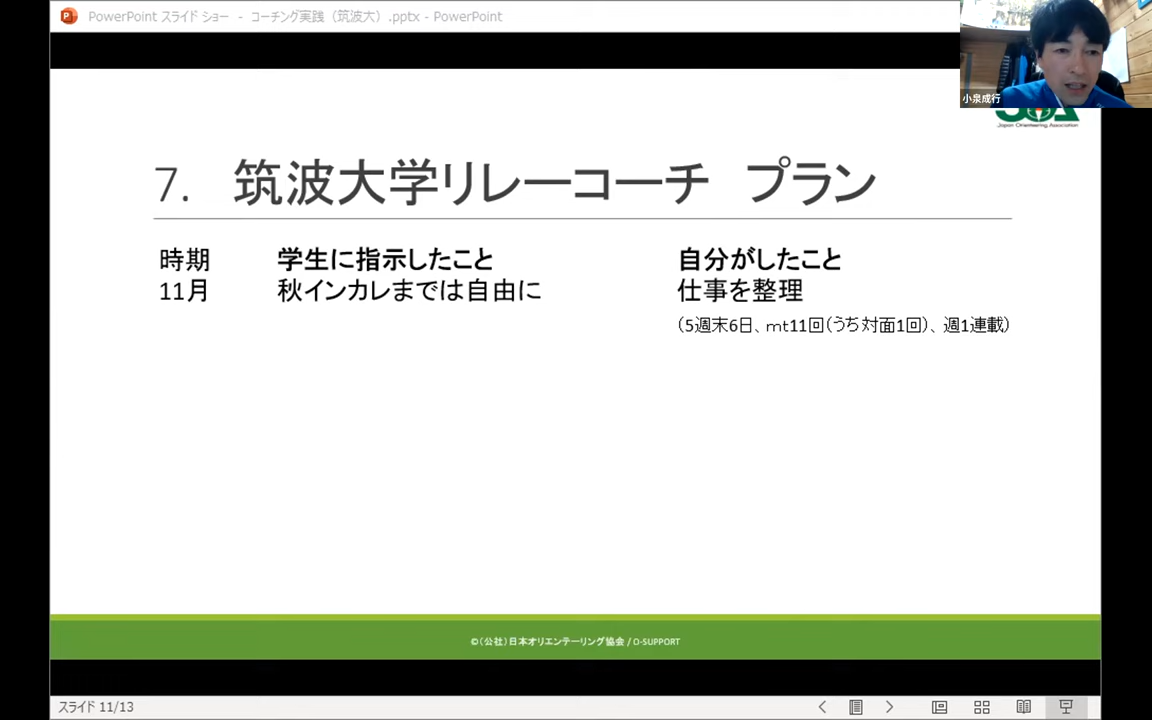 PowerPoint スライド ショー - コーチング実践（筑波大）.pptx - PowerPoint
小泉成行
Japan Orienteering Association
7. 筑波大学リレーコーチ プラン
時期 学生に指示したこと 自分がしたこと
11月 秋インカレまでは自由に 仕事を整理
（5週末6日、mt11回（うち対面1回）、週1連載）
©（公社）日本オリエンテーリング協会 / O-SUPPORT
スライド 11/13